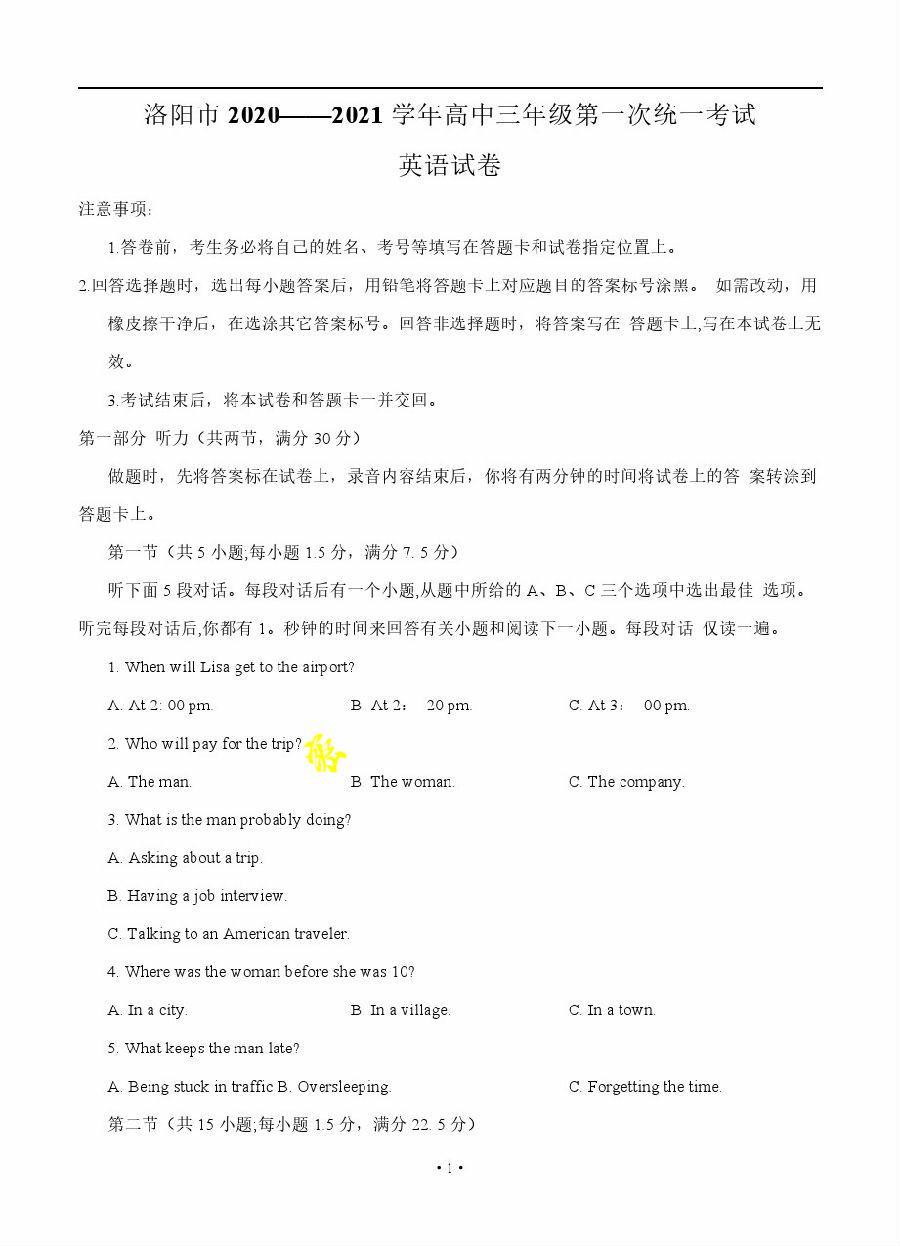 洛阳市 2020——2021 学年高中三年级第一次统一考试
英语试卷
注意事项:
1.答卷前，考生务必将自己的姓名、考号等填写在答题卡和试卷指定位置上。
2.回答选择题时，选出每小题答案后，用铅笔将答题卡上对应题目的答案标号涂黑。 如需改动，用
橡皮擦干净后，在选涂其它答案标号。回答非选择题时，将答案写在 答题卡上,写在本试卷上无
效。
3.考试结束后，将本试卷和答题卡一并交回。
第一部分 听力（共两节，满分 30 分）
做题时，先将答案标在试卷上，录音内容结束后，你将有两分钟的时间将试卷上的答 案转涂到
答题卡上。
第一节（共 5 小题;每小题 1.5 分，满分 7. 5 分）
听下面 5 段对话。每段对话后有一个小题,从题中所给的 A、B、C 三个选项中选出最佳 选项。
听完每段对话后,你都有 1。秒钟的时间来回答有关小题和阅读下一小题。每段对话 仅读一遍。
1. When will Lisa get to the airport?
A. At 2: 00 pm. B At 2： 20 pm. C. At 3： 00 pm.
2. Who will pay for the trip?
A. The man. B The woman. C. The company.
3. What is the man probably doing?
A. Asking about a trip.
B. Having a job interview.
C. Talking to an American traveler.
4. Where was the woman before she was 10?
A. In a city. B In a village. C. In a town.
5. What keeps the man late?
A. Being stuck in traffic B. Oversleeping. C. Forgetting the time.
第二节（共 15 小题;每小题 1.5 分，满分 22. 5 分）
• 1 •